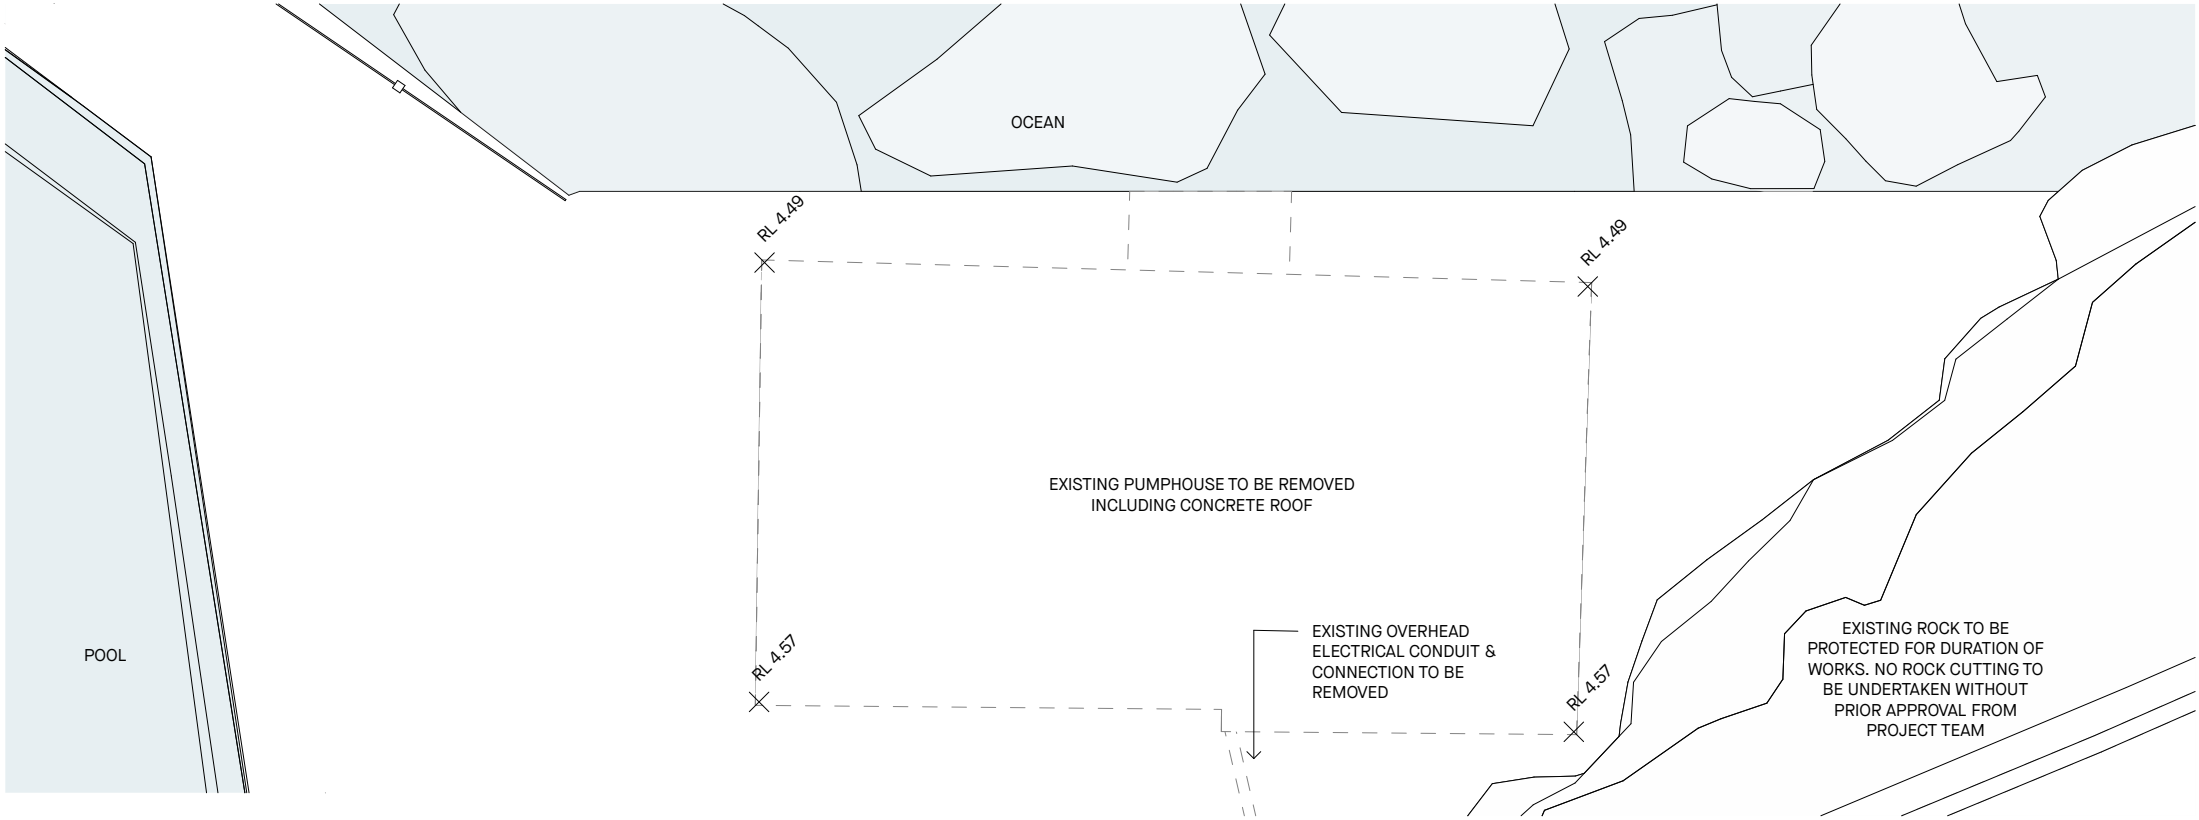 OCEAN
RL 4.49
RL 4.49
EXISTING PUMPHOUSE TO BE REMOVED
INCLUDING CONCRETE ROOF
EXISTING OVERHEAD
ELECTRICAL CONDUIT &
CONNECTION TO BE
REMOVED
POOL
RL 4.57
RL 4.57
EXISTING ROCK TO BE
PROTECTED FOR DURATION OF
WORKS. NO ROCK CUTTING TO
BE UNDERTAKEN WITHOUT
PRIOR APPROVAL FROM
PROJECT TEAM